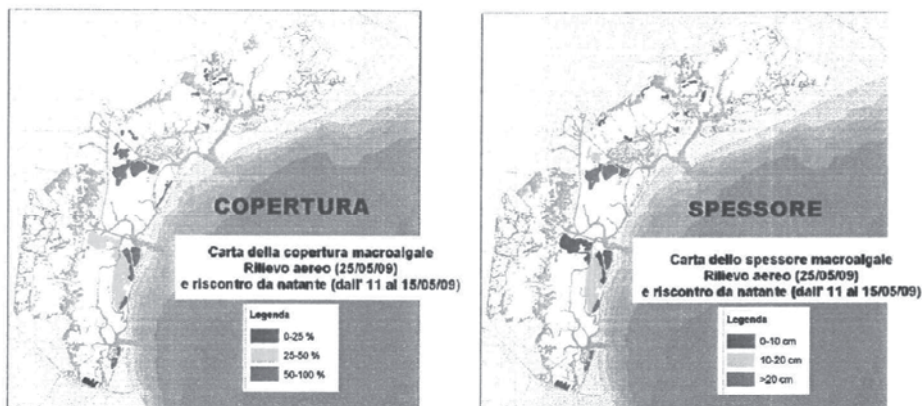 COPERTURA
Carta della copertura macroalgale
Rilievo aereo (25/05/09)
e riscontro da natante (dall' 11 al 15/05/09)
Legenda
0-25 %
25-50 %
50-100 %
SPESSORE
Carta dello spessore macroalgale
Rilievo aereo (25/05/09)
e riscontro da natante (dall' 11 al 15/05/09)
Legenda
0-10 cm
10-20 cm
>20 cm